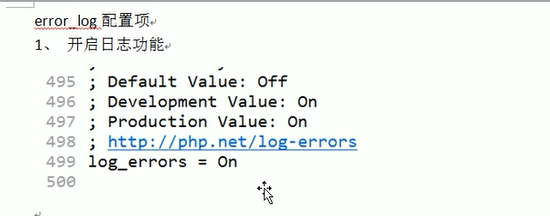 error_log 配置项
1、 开启日志功能
495 ; Default Value: Off
496 ; Development Value: On
497 ; Production Value: On
498 ; http://php.net/log-errors
499 log_errors = On
500